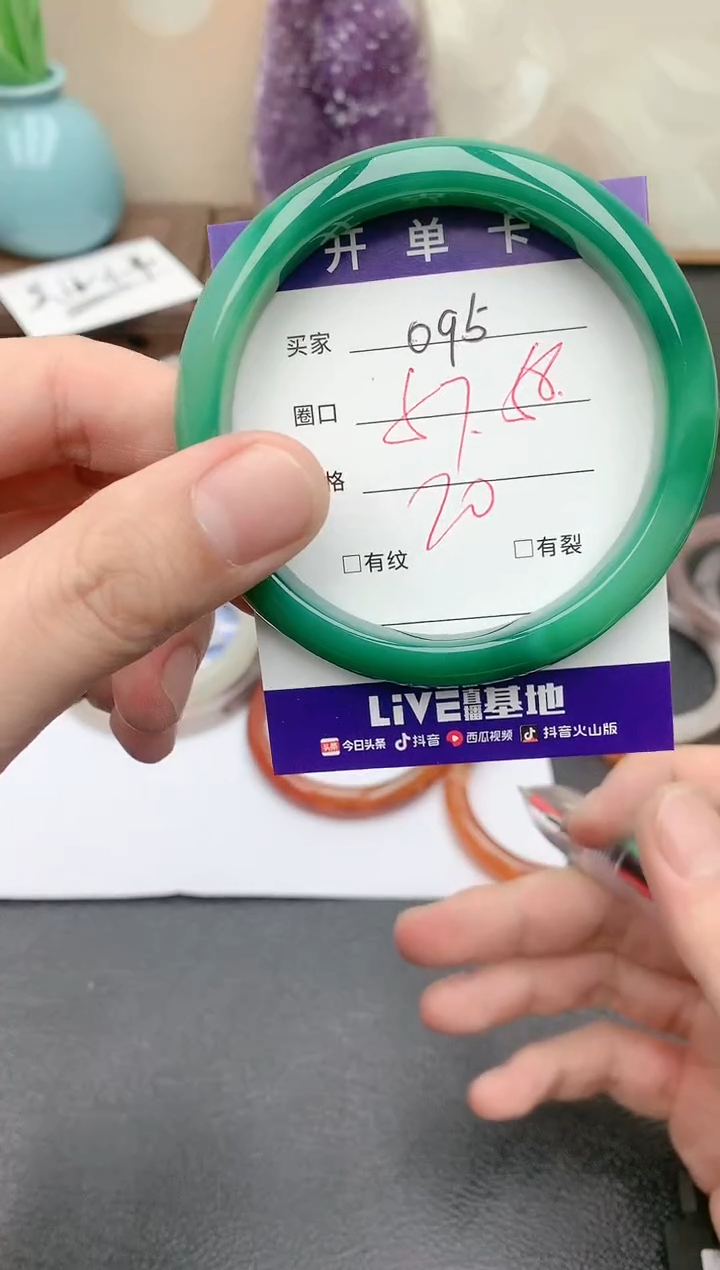 开单卡
买家 095
圈口 57. 58.
格 20
□有纹 □有裂
LiVE直播基地
头条 今日头条 抖音 西瓜视频 抖音火山版